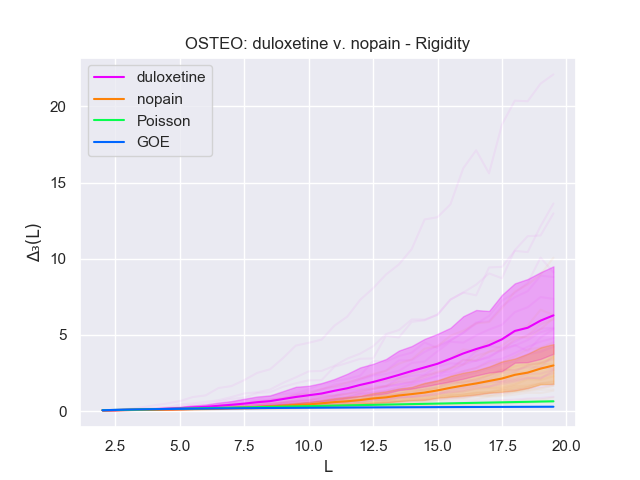 OSTEO: duloxetine v. nopain - Rigidity
duloxetine
nopain
Poisson
GOE
Δ₃(L)
20
15
10
5
0
2.5 5.0 7.5 10.0 12.5 15.0 17.5 20.0
L